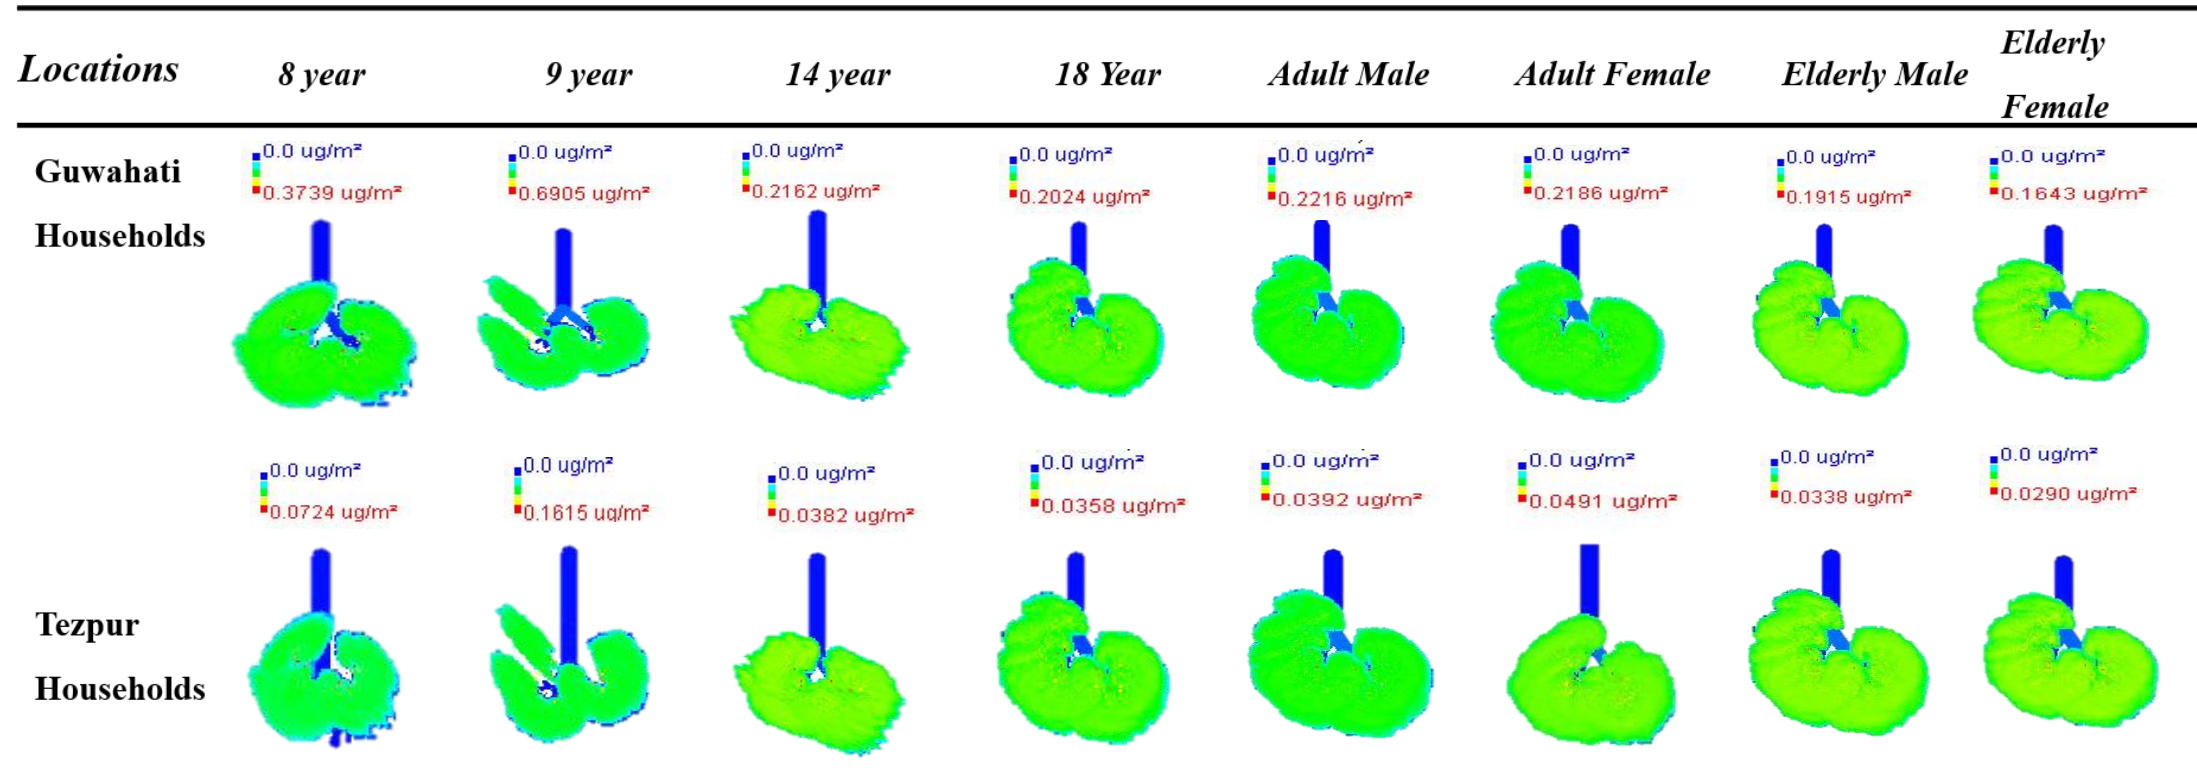 Locations 8 year 9 year 14 year 18 Year Adult Male Adult Female Elderly Male Elderly Female
Guwahati Households
0.0 ug/m² 0.0 ug/m² 0.0 ug/m² 0.0 ug/m² 0.0 ug/m² 0.0 ug/m² 0.0 ug/m² 0.0 ug/m²
0.3739 ug/m² 0.6905 ug/m² 0.2162 ug/m² 0.2024 ug/m² 0.2216 ug/m² 0.2186 ug/m² 0.1915 ug/m² 0.1643 ug/m²
0.0 ug/m² 0.0 ug/m² 0.0 ug/m² 0.0 ug/m² 0.0 ug/m² 0.0 ug/m² 0.0 ug/m² 0.0 ug/m²
0.0724 ug/m² 0.1615 ug/m² 0.0382 ug/m² 0.0358 ug/m² 0.0392 ug/m² 0.0491 ug/m² 0.0338 ug/m² 0.0290 ug/m²
Tezpur
Households